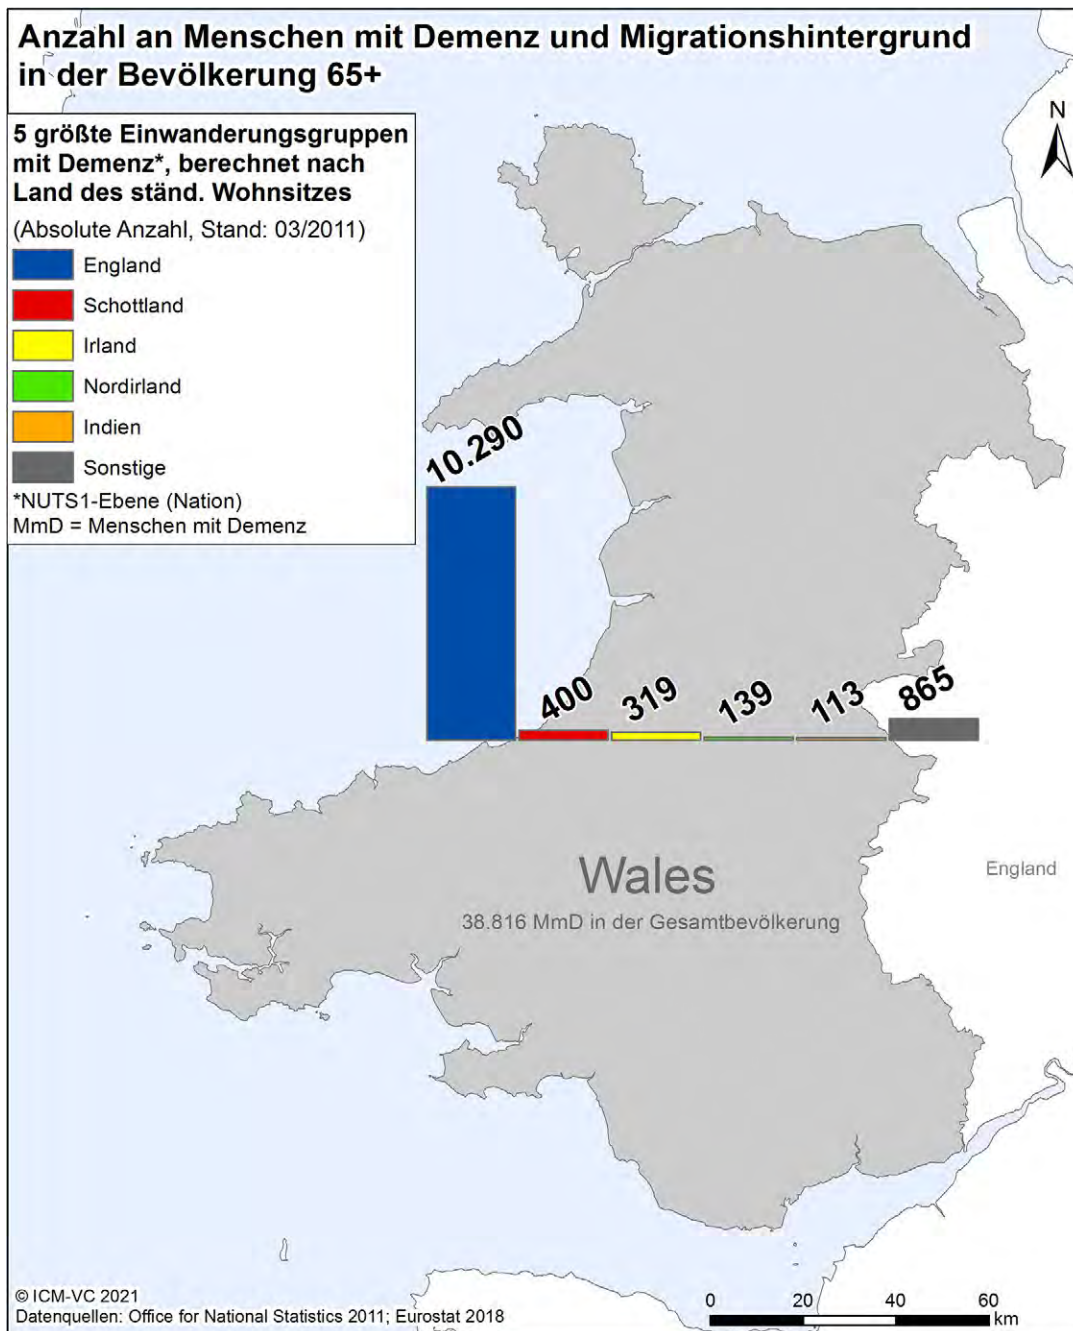 Anzahl an Menschen mit Demenz und Migrationshintergrund
in der Bevölkerung 65+
5 größte Einwanderungsgruppen
mit Demenz*, berechnet nach
Land des ständ. Wohnsitzes
(Absolute Anzahl, Stand: 03/2011)
England
Schottland
Irland
Nordirland
Indien
Sonstige
*NUTS1-Ebene (Nation)
MmD = Menschen mit Demenz
N
10.290
400
319
139
113
865
Wales
38.816 MmD in der Gesamtbevölkerung
England
© ICM-VC 2021
Datenquellen: Office for National Statistics 2011; Eurostat 2018
0 20 40 60
km